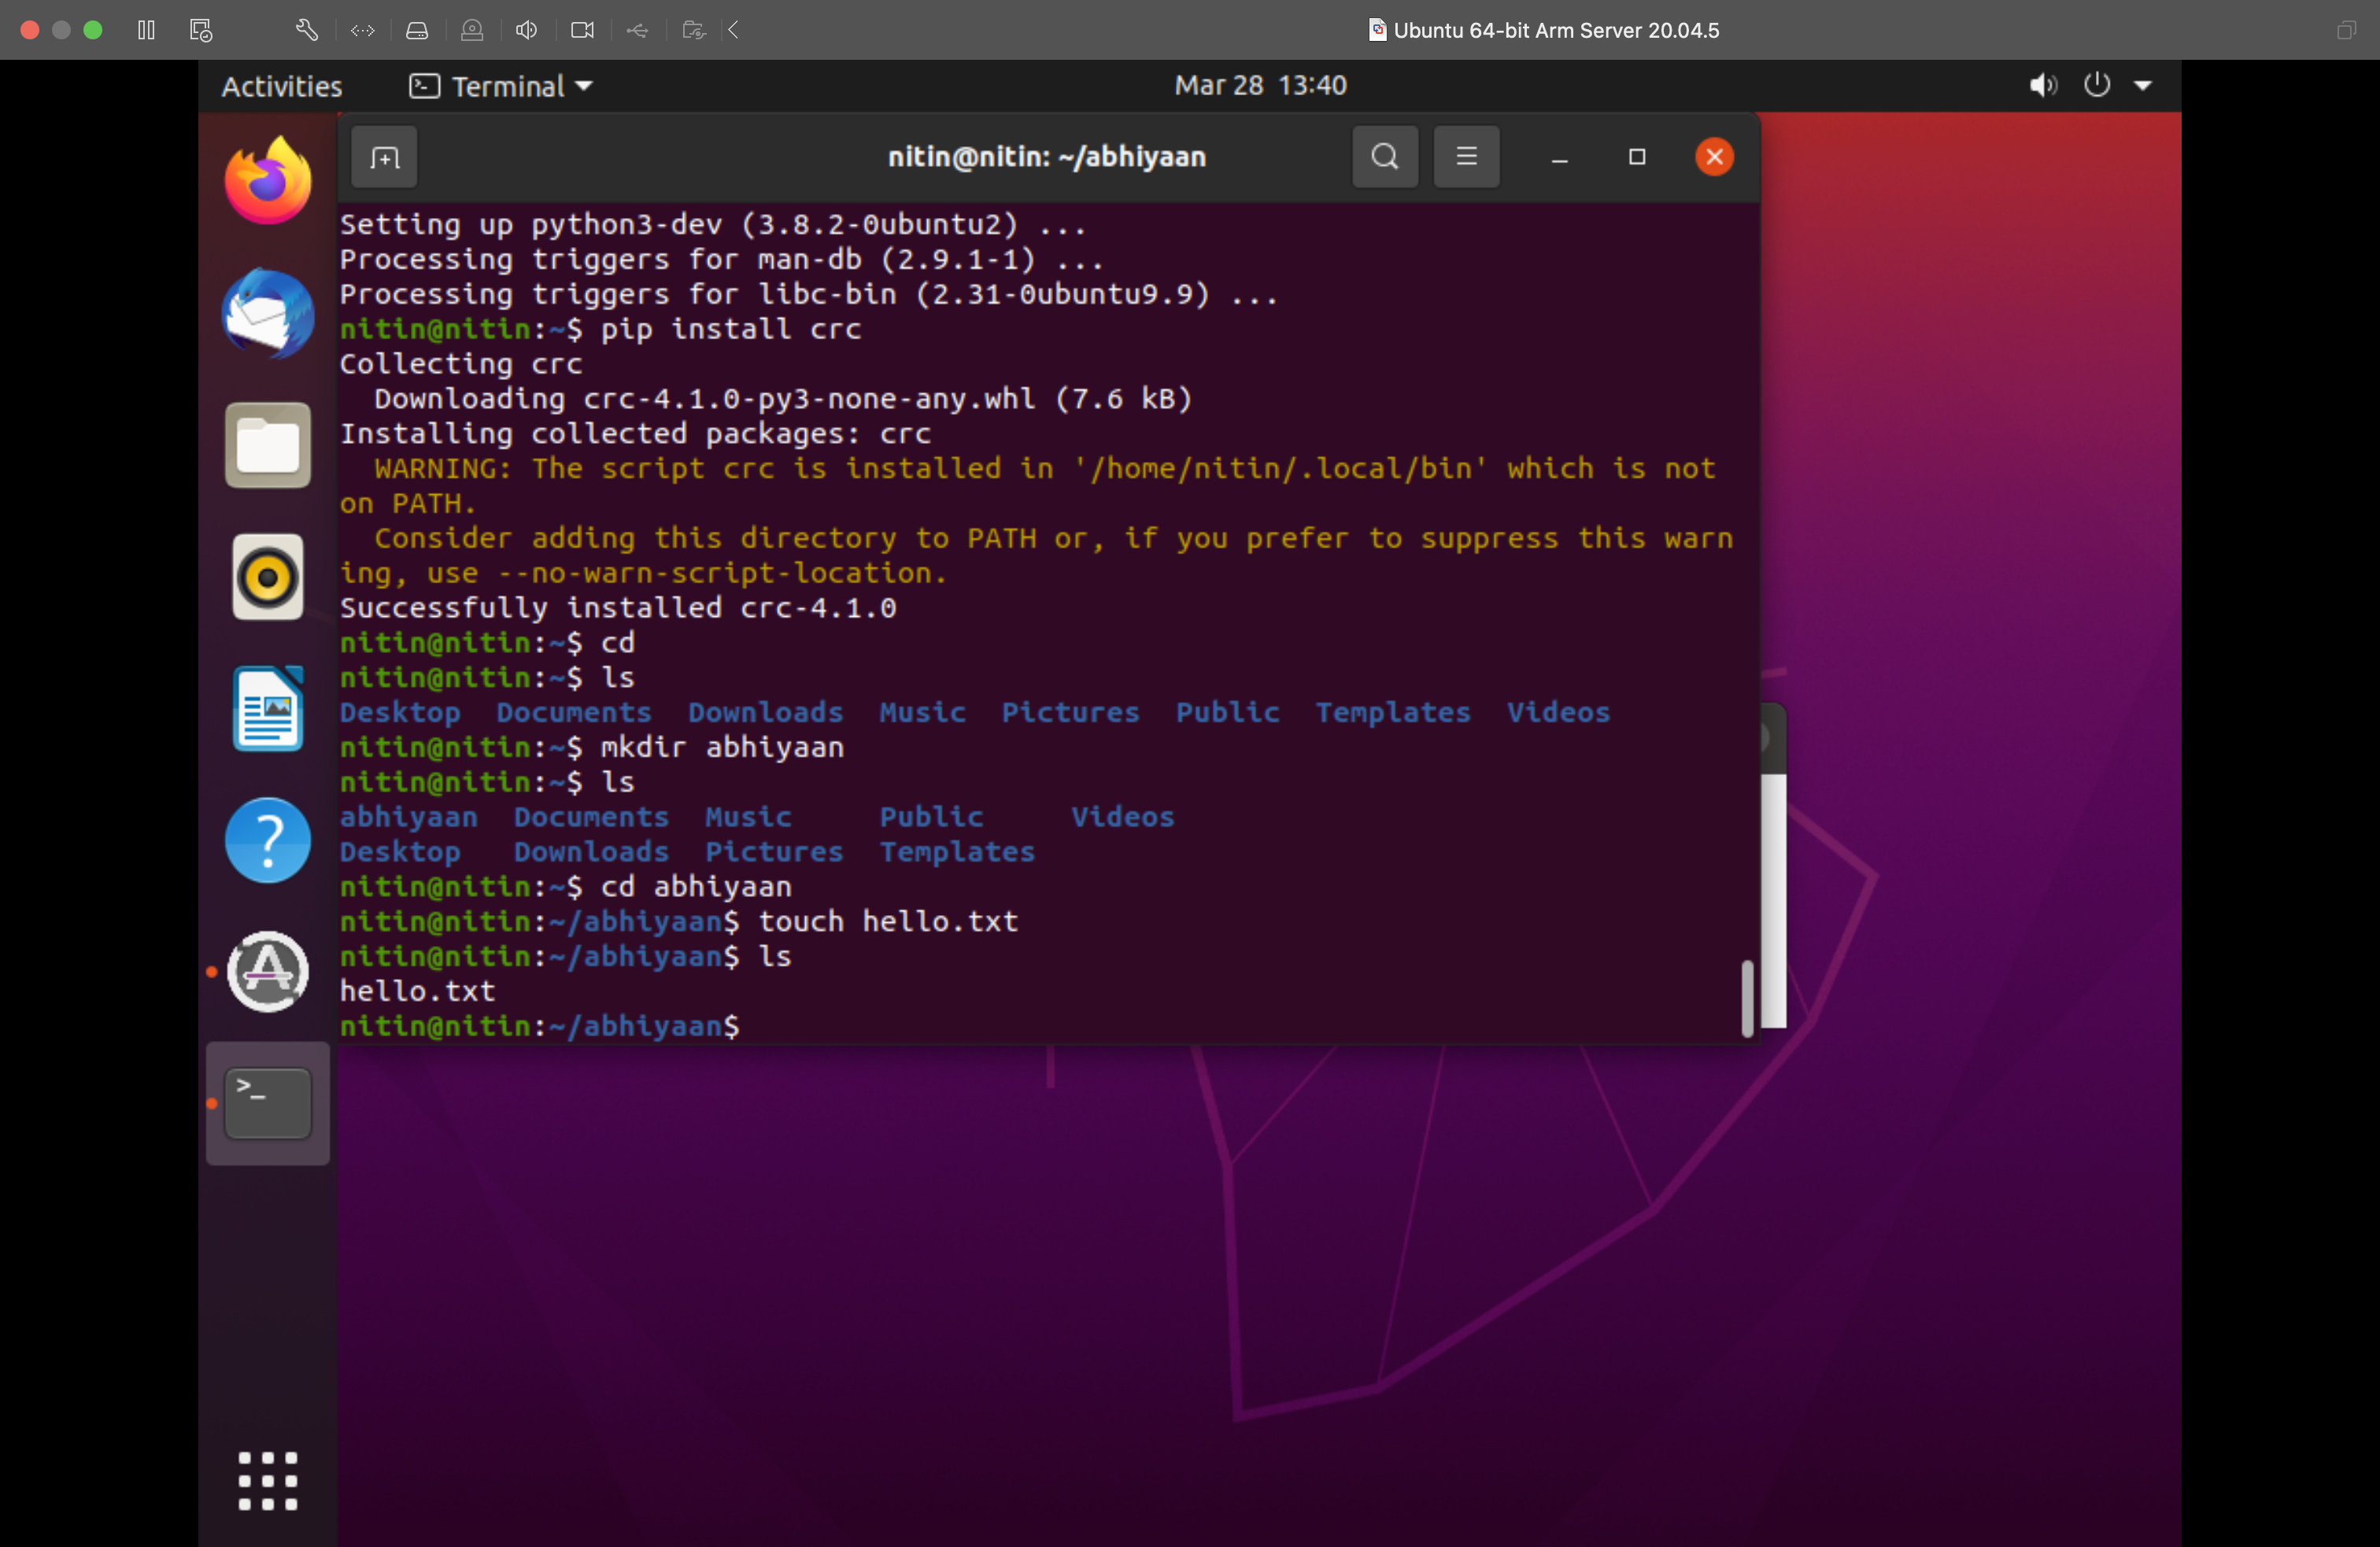 Ubuntu 64-bit Arm Server 20.04.5
Activities Terminal Mar 28 13:40
nitin@nitin: ~/abhiyaan
Setting up python3-dev (3.8.2-0ubuntu2) ...
Processing triggers for man-db (2.9.1-1) ...
Processing triggers for libc-bin (2.31-0ubuntu9.9) ...
nitin@nitin:~$ pip install crc
Collecting crc
  Downloading crc-4.1.0-py3-none-any.whl (7.6 kB)
Installing collected packages: crc
  WARNING: The script crc is installed in '/home/nitin/.local/bin' which is not
on PATH.
  Consider adding this directory to PATH or, if you prefer to suppress this warn
ing, use --no-warn-script-location.
Successfully installed crc-4.1.0
nitin@nitin:~$ cd
nitin@nitin:~$ ls
Desktop  Documents  Downloads  Music  Pictures  Public  Templates  Videos
nitin@nitin:~$ mkdir abhiyaan
nitin@nitin:~$ ls
abhiyaan  Documents  Music     Public     Videos
Desktop   Downloads  Pictures  Templates
nitin@nitin:~$ cd abhiyaan
nitin@nitin:~/abhiyaan$ touch hello.txt
nitin@nitin:~/abhiyaan$ ls
hello.txt
nitin@nitin:~/abhiyaan$